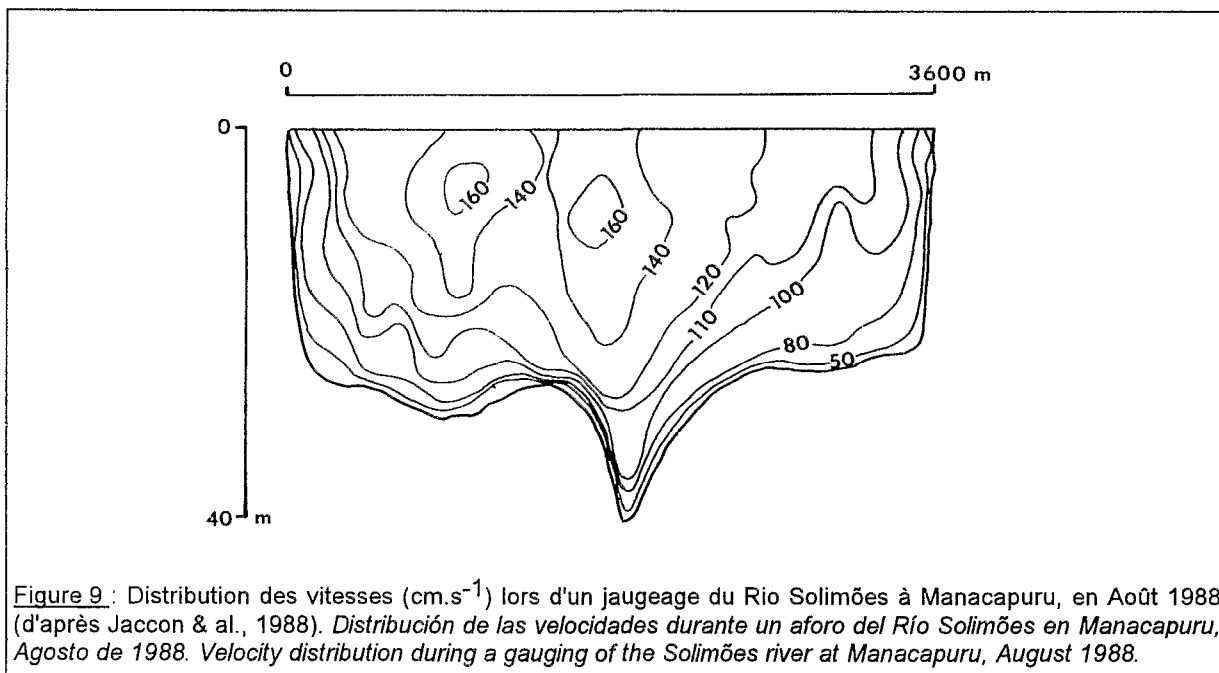 0
3600 m
0
160
140
160
140
120
110
100
80
50
40 m
Figure 9 : Distribution des vitesses (cm.s⁻¹) lors d'un jaugeage du Rio Solimões à Manacapuru, en Août 1988
(d'après Jaccon & al., 1988). Distribución de las velocidades durante un aforo del Río Solimões en Manacapuru,
Agosto de 1988. Velocity distribution during a gauging of the Solimões river at Manacapuru, August 1988.